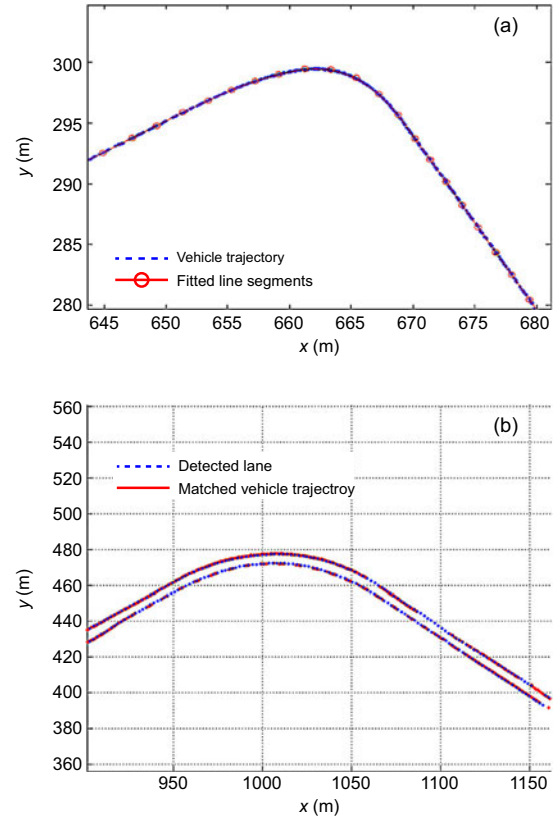 (a)
300
295
290
285
280
y (m)
Vehicle trajectory
Fitted line segments
645 650 655 660 665 670 675 680
x (m)
(b)
560
540
520
500
480
460
440
420
400
380
360
y (m)
Detected lane
Matched vehicle trajectroy
950 1000 1050 1100 1150
x (m)